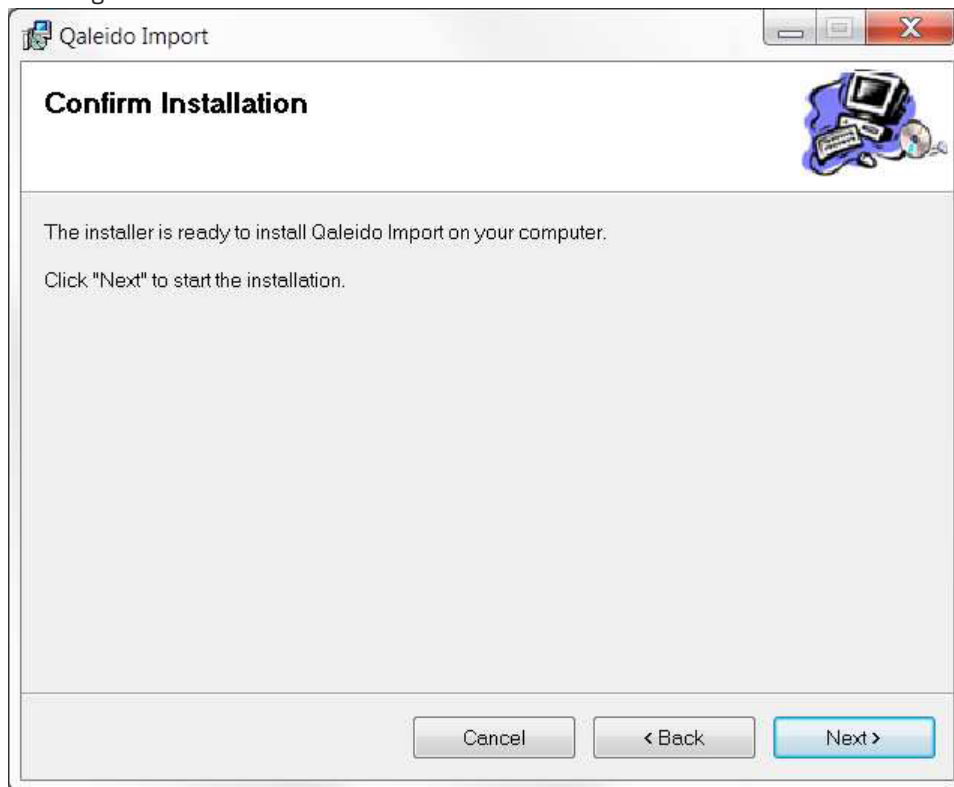 Qaleido Import
Confirm Installation
The installer is ready to install Qaleido Import on your computer.
Click "Next" to start the installation.
Cancel
< Back
Next >